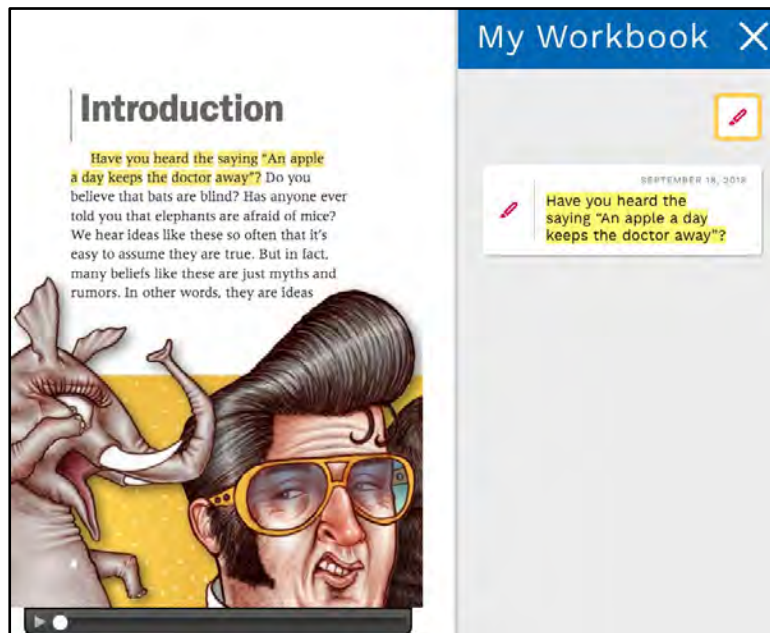 Introduction
Have you heard the saying “An apple
a day keeps the doctor away”? Do you
believe that bats are blind? Has anyone ever
told you that elephants are afraid of mice?
We hear ideas like these so often that it's
easy to assume they are true. But in fact,
many beliefs like these are just myths and
rumors. In other words, they are ideas
My Workbook
SEPTEMBER 18, 2018
Have you heard the
saying “An apple a day
keeps the doctor away”?